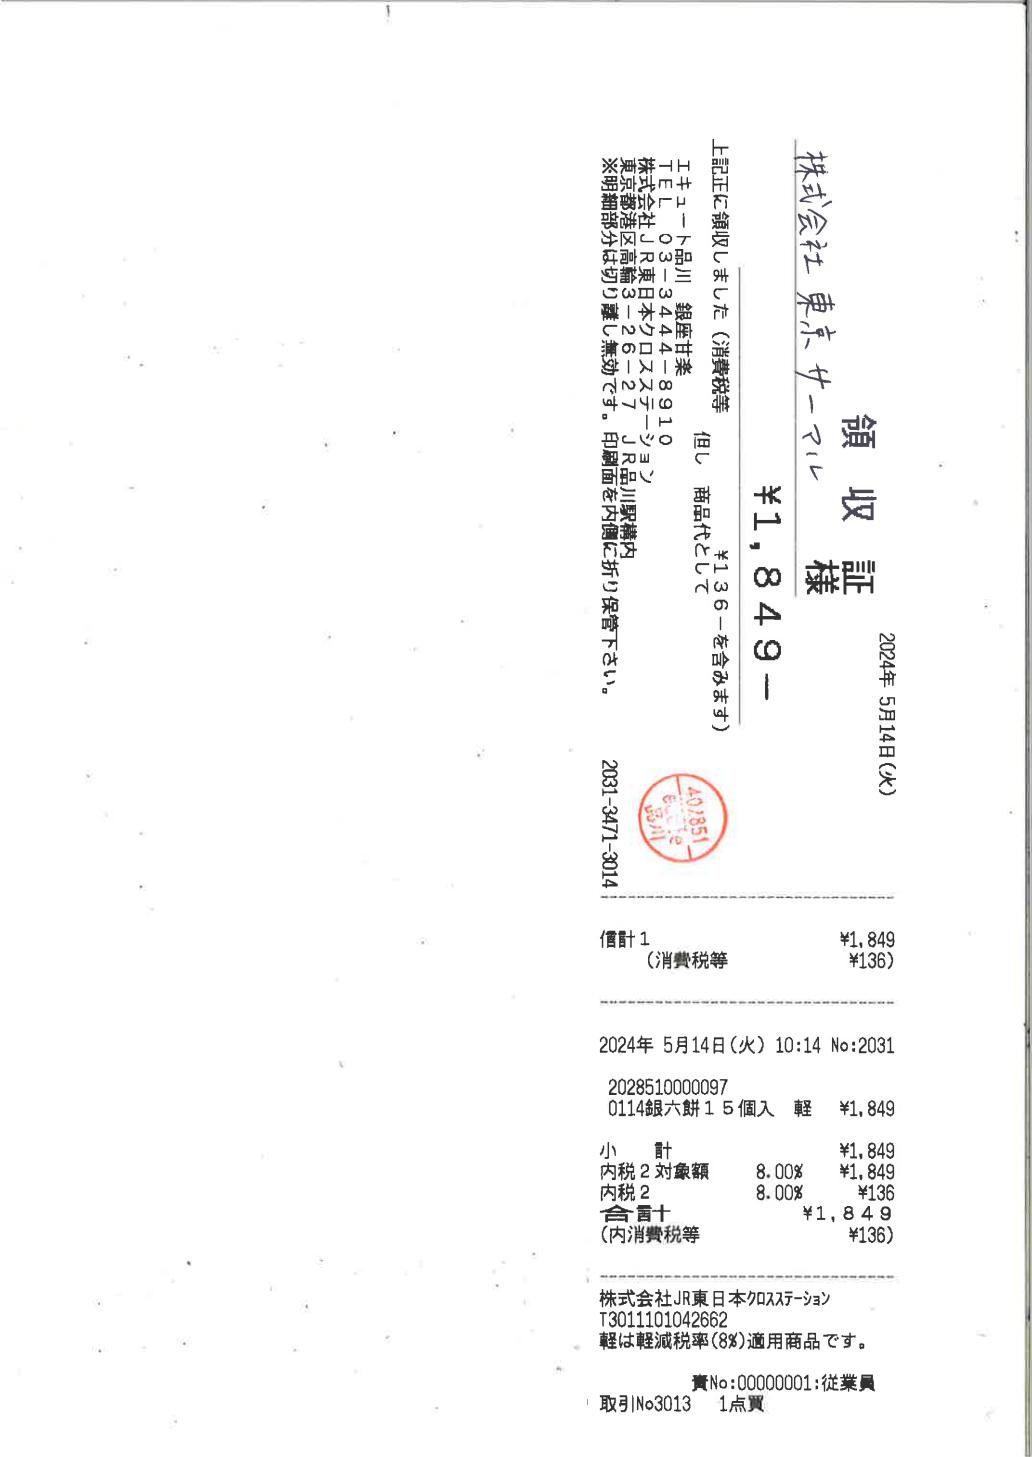 2024年 5月14日(火)
領 収 証
株式会社 東京サーマル 様
¥1,849－
上記正に領収しました(消費税等 ¥136－を含みます)
但し 商品代として
エキュート品川 銀座甘楽
TEL 03－3444－8910
株式会社JR東日本クロスステーション
東京都港区高輪3－26－27 JR品川駅構内
※明細部分は切り離し無効です。印刷面を内側に折り保管下さい。
2031-3471-3014
402851
品川
信計1 ¥1,849
(消費税等 ¥136)
2024年 5月14日(火) 10:14 No:2031
2028510000097
0114銀六餅15個入 軽 ¥1,849
小 計 ¥1,849
内税2対象額 8.00% ¥1,849
内税2 8.00% ¥136
合計 ¥1,849
(内消費税等 ¥136)
株式会社JR東日本クロスステーション
T3011101042662
軽は軽減税率(8%)適用商品です。
責No:00000001:従業員
取引No3013 1点買